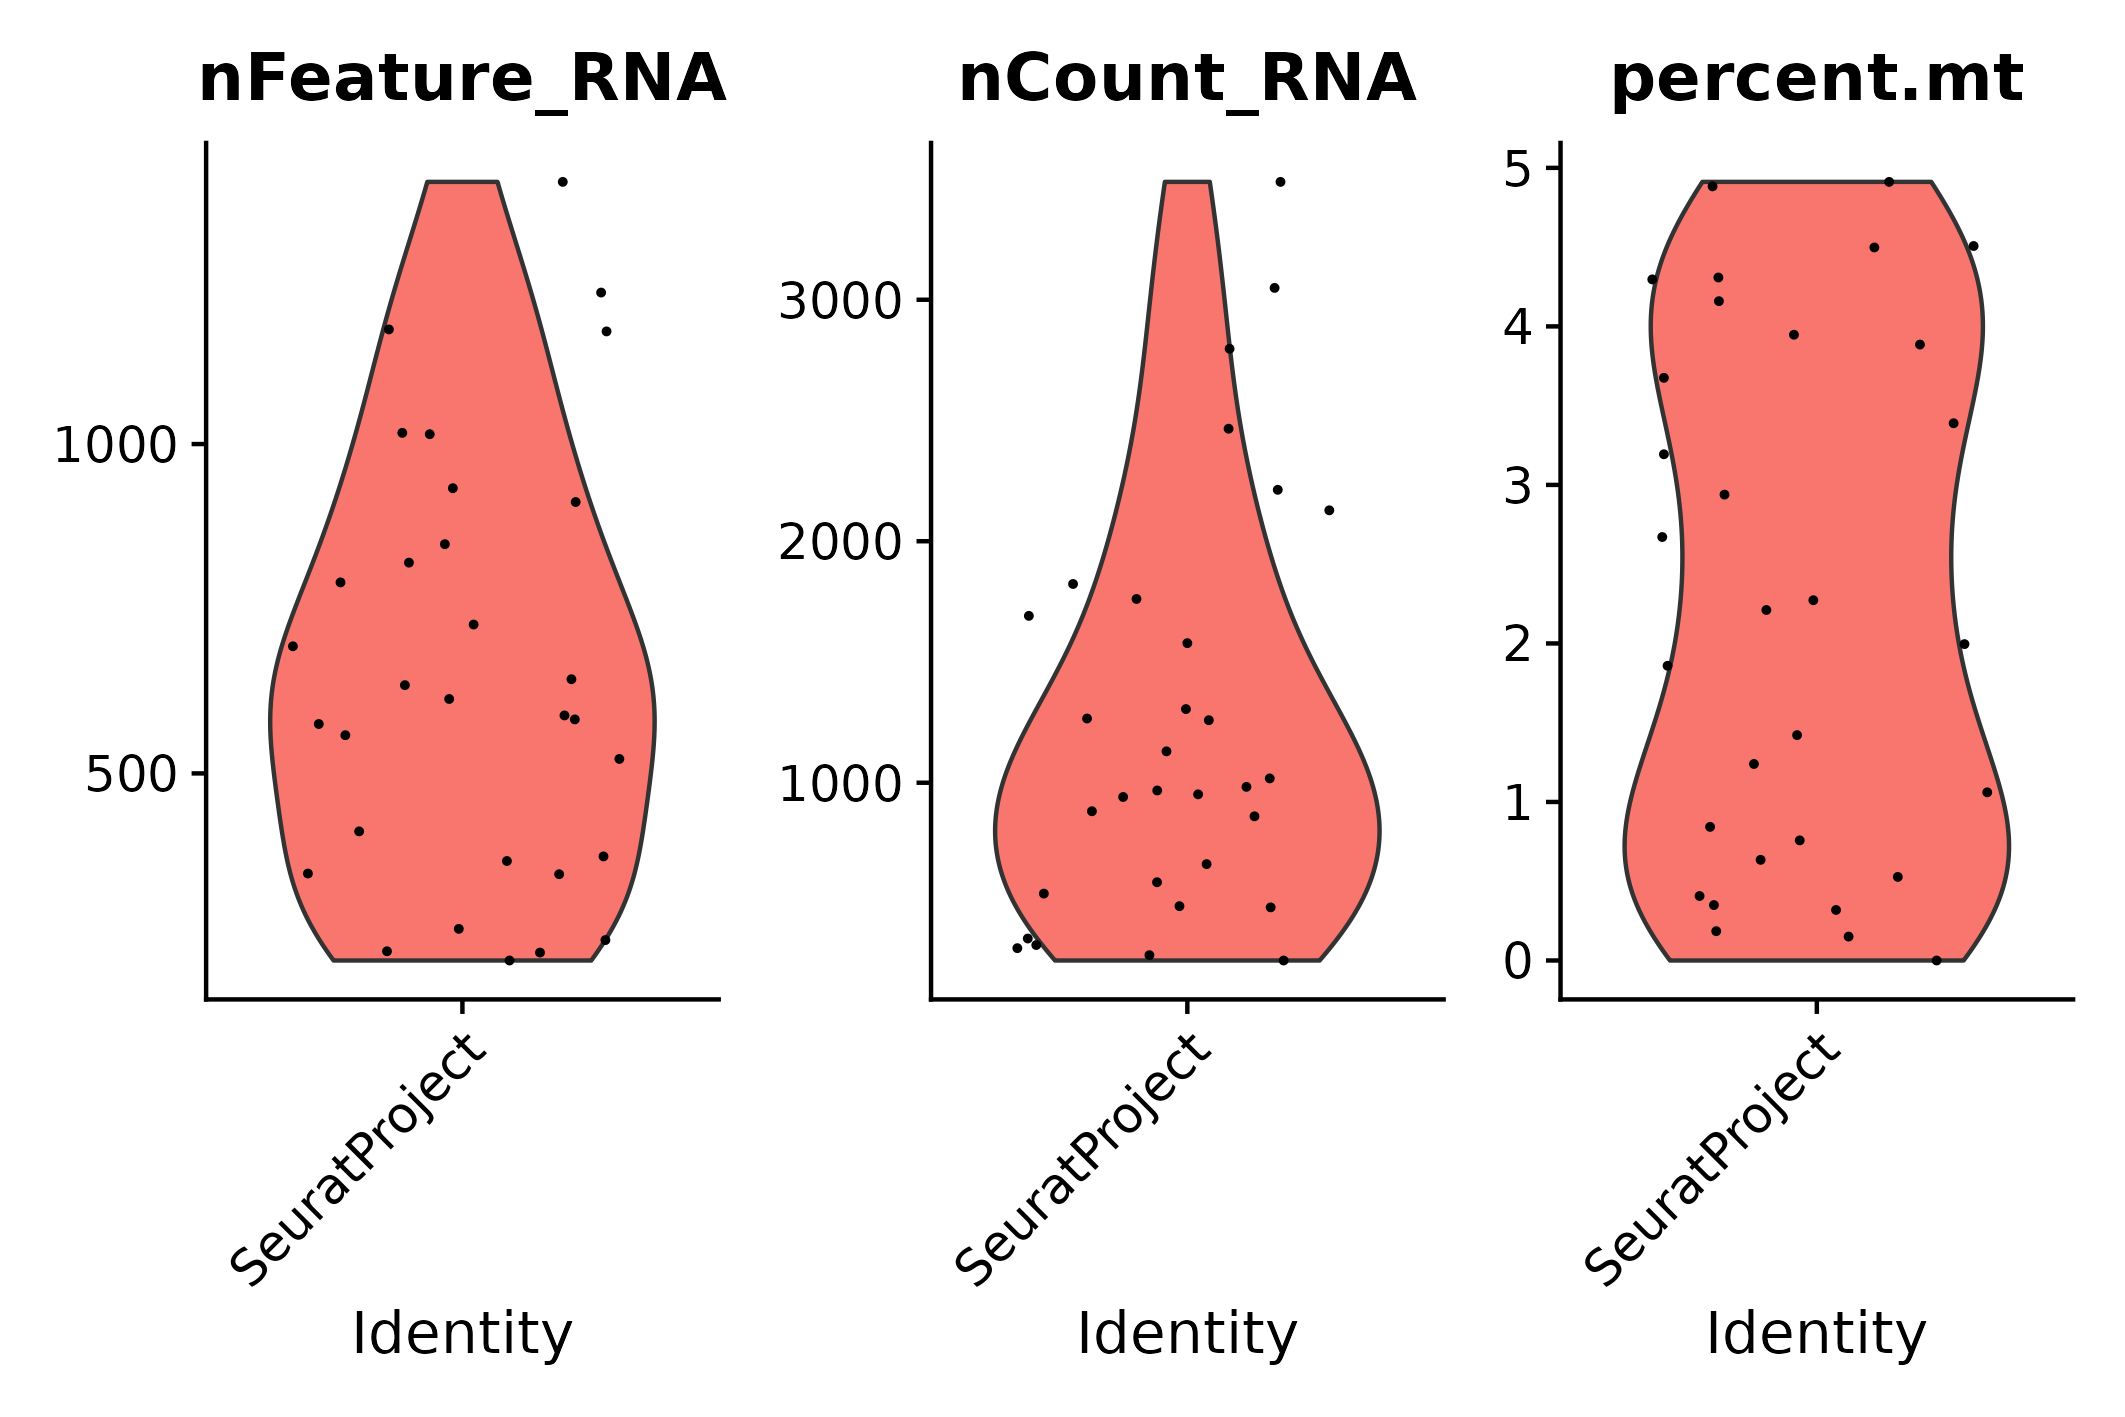 nFeature_RNA
1000
500
SeuratProject
Identity
nCount_RNA
3000
2000
1000
SeuratProject
Identity
percent.mt
5
4
3
2
1
0
SeuratProject
Identity